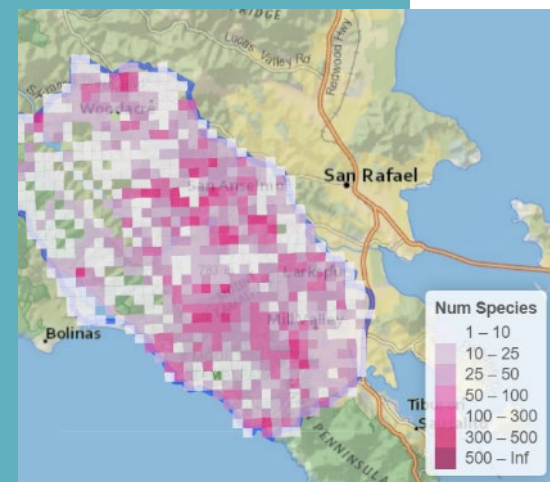 RIDGE
Lucas Valley Rd
Redwood Hwy
Woodacre
San Anselmo
San Rafael
783 m
Larkspur
Mill Valley
Bolinas
PENINSULA
Num Species
1 – 10
10 – 25
25 – 50
50 – 100
100 – 300
300 – 500
500 – Inf